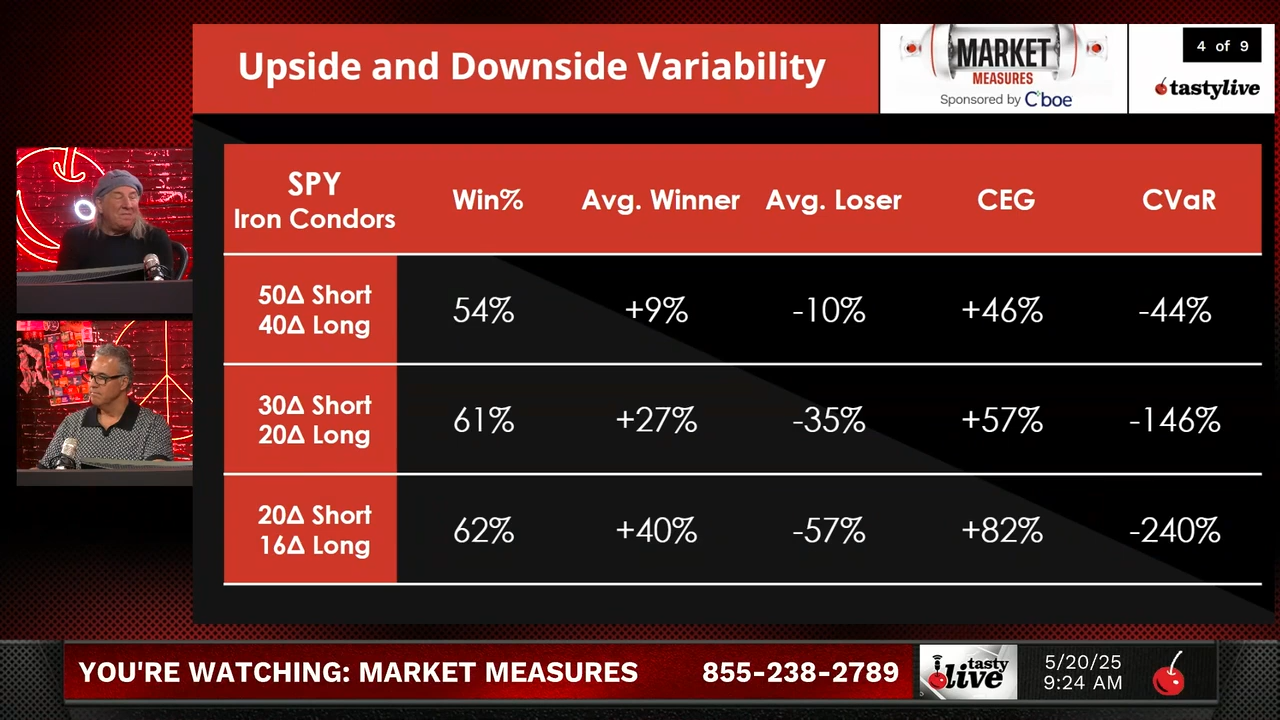 Upside and Downside Variability
MARKET
MEASURES
Sponsored by Cboe
4 of 9
tastylive
SPY
Iron Condors
Win%
Avg. Winner
Avg. Loser
CEG
CVaR
50Δ Short
40Δ Long
54%
+9%
-10%
+46%
-44%
30Δ Short
20Δ Long
61%
+27%
-35%
+57%
-146%
20Δ Short
16Δ Long
62%
+40%
-57%
+82%
-240%
YOU'RE WATCHING: MARKET MEASURES
855-238-2789
tasty
live
5/20/25
9:24 AM